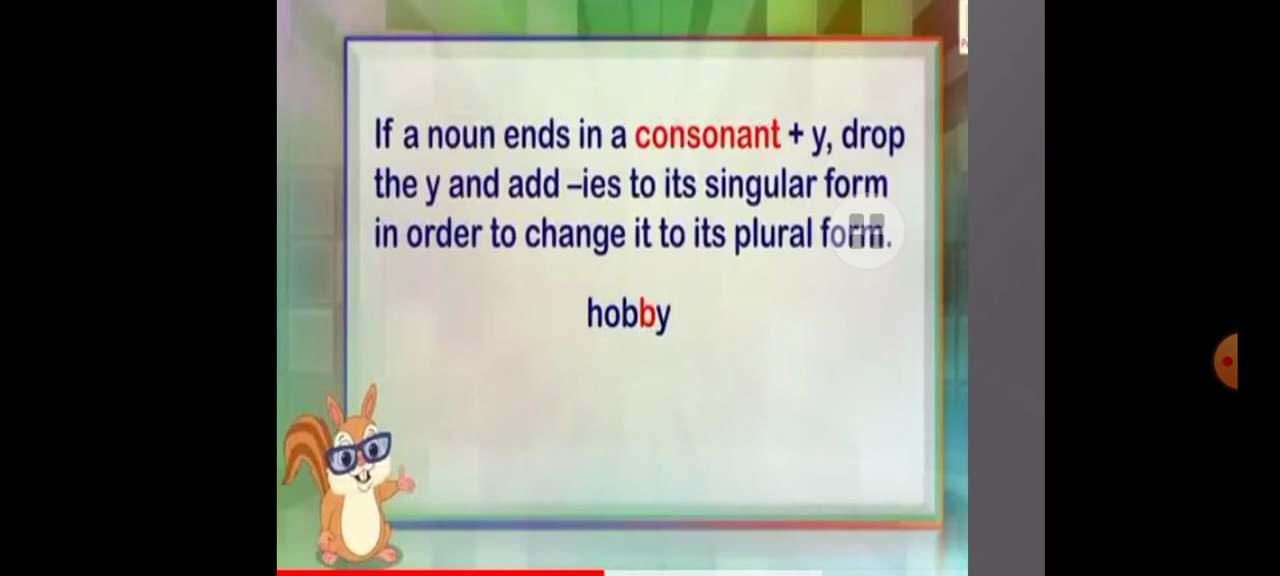 If a noun ends in a consonant + y, drop
the y and add –ies to its singular form
in order to change it to its plural form.
hobby